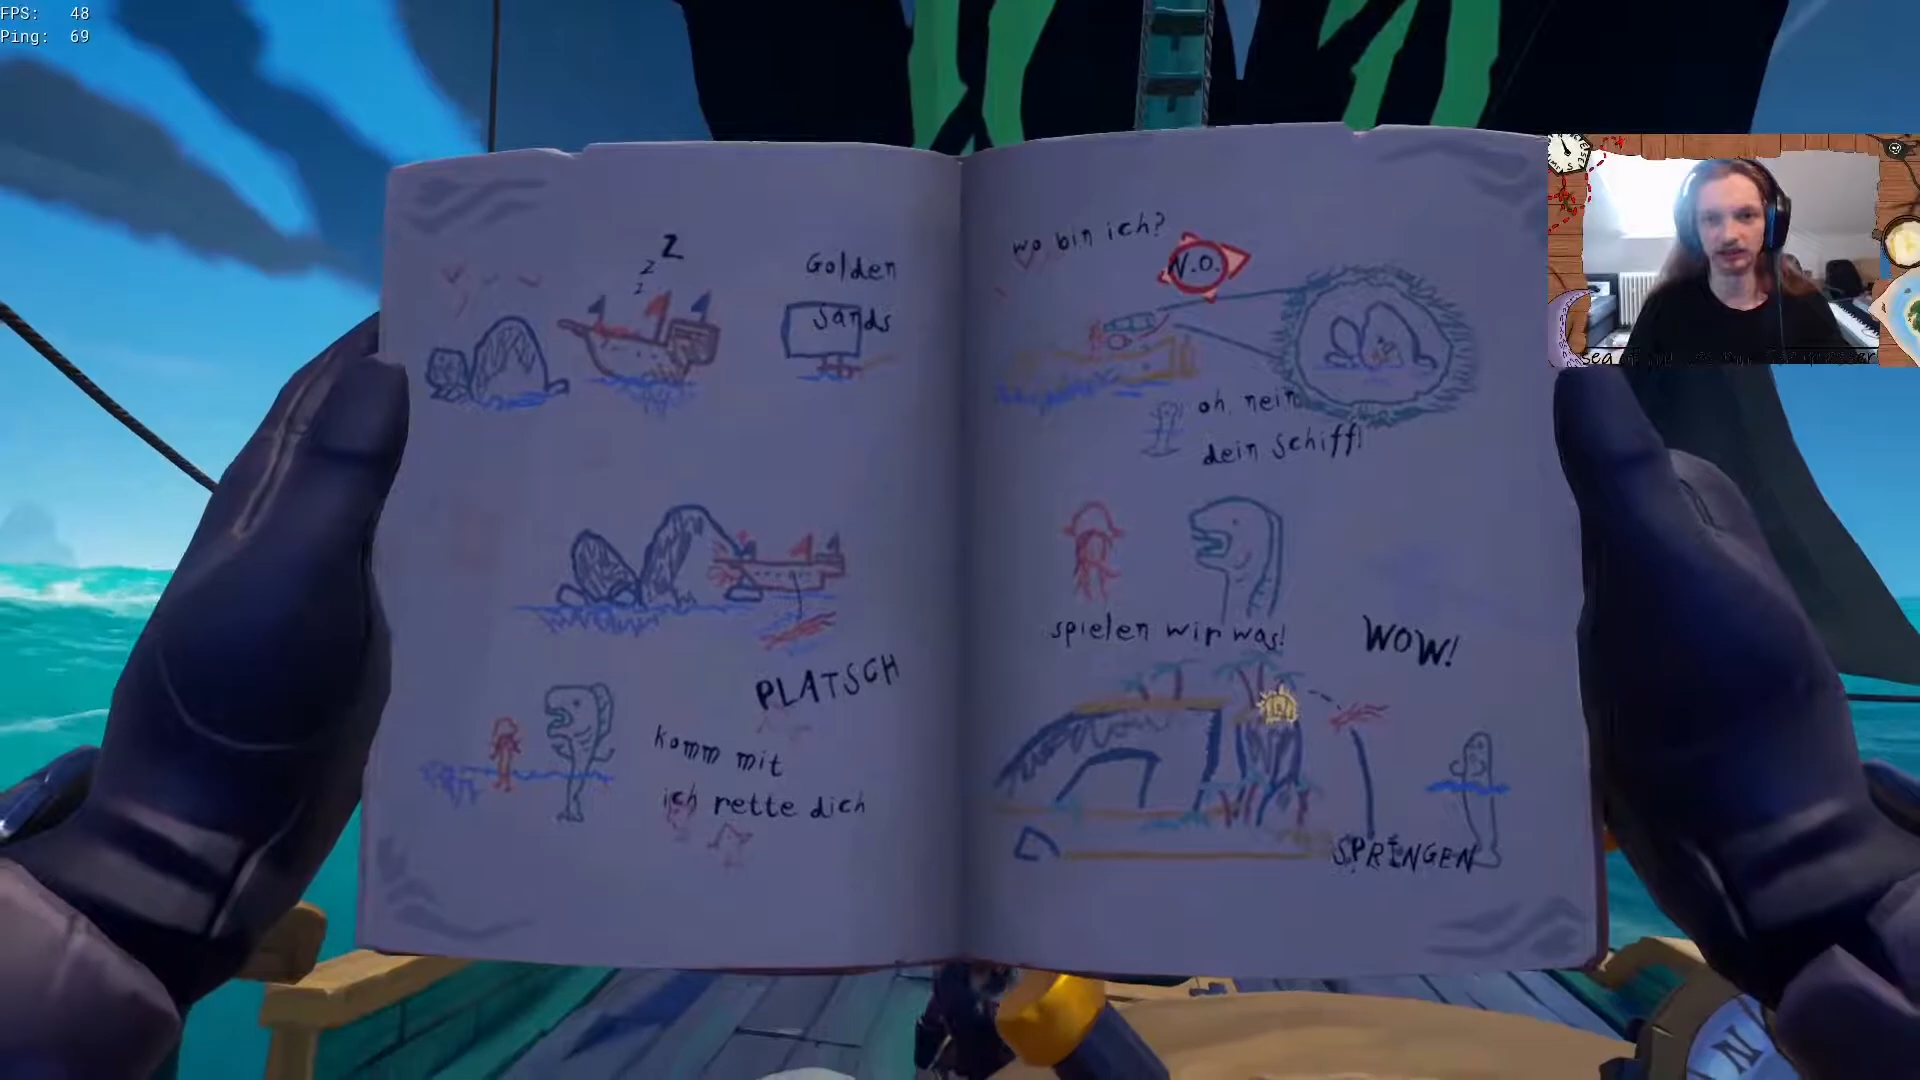 FPS: 48
Ping: 69
z
z
z
Golden
Sands
PLATSCH
komm mit
ich rette dich
wo bin ich?
N.O.
oh, nein
dein Schiff!
spielen wir was!
WOW!
SPRINGEN
N